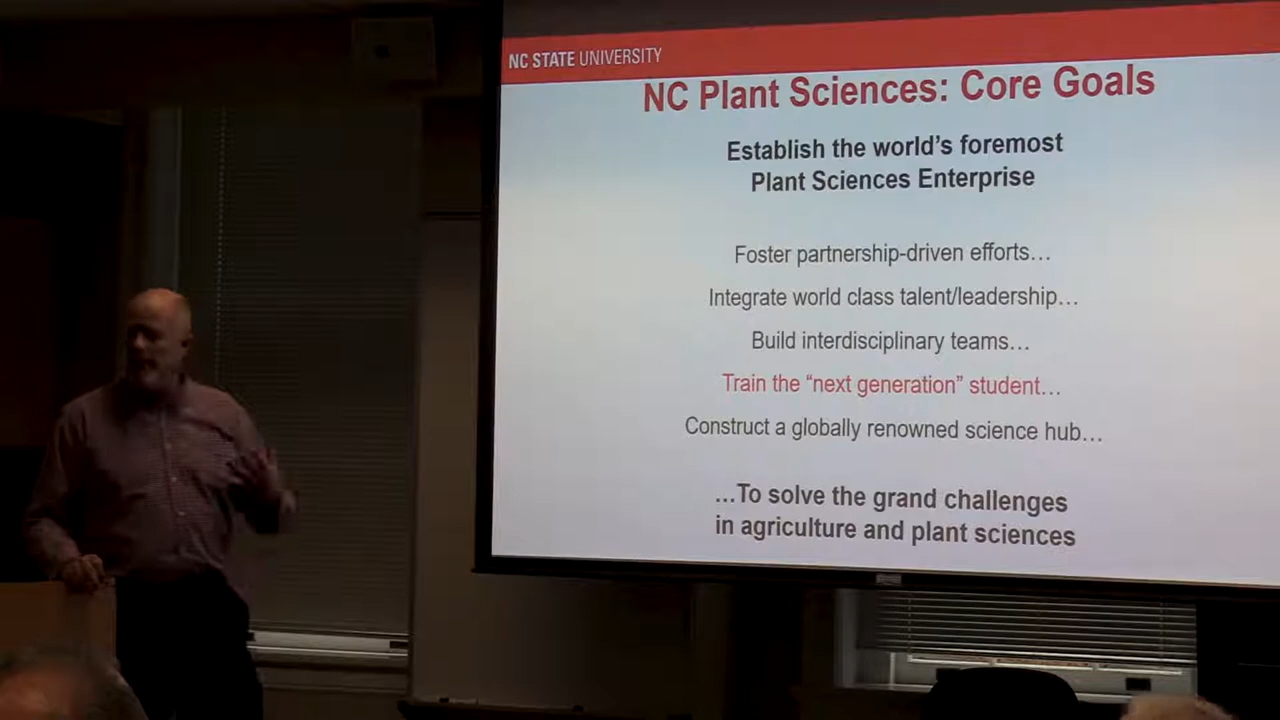 NC STATE UNIVERSITY
NC Plant Sciences: Core Goals
Establish the world's foremost
Plant Sciences Enterprise
Foster partnership-driven efforts…
Integrate world class talent/leadership…
Build interdisciplinary teams…
Train the “next generation” student…
Construct a globally renowned science hub…
…To solve the grand challenges
in agriculture and plant sciences